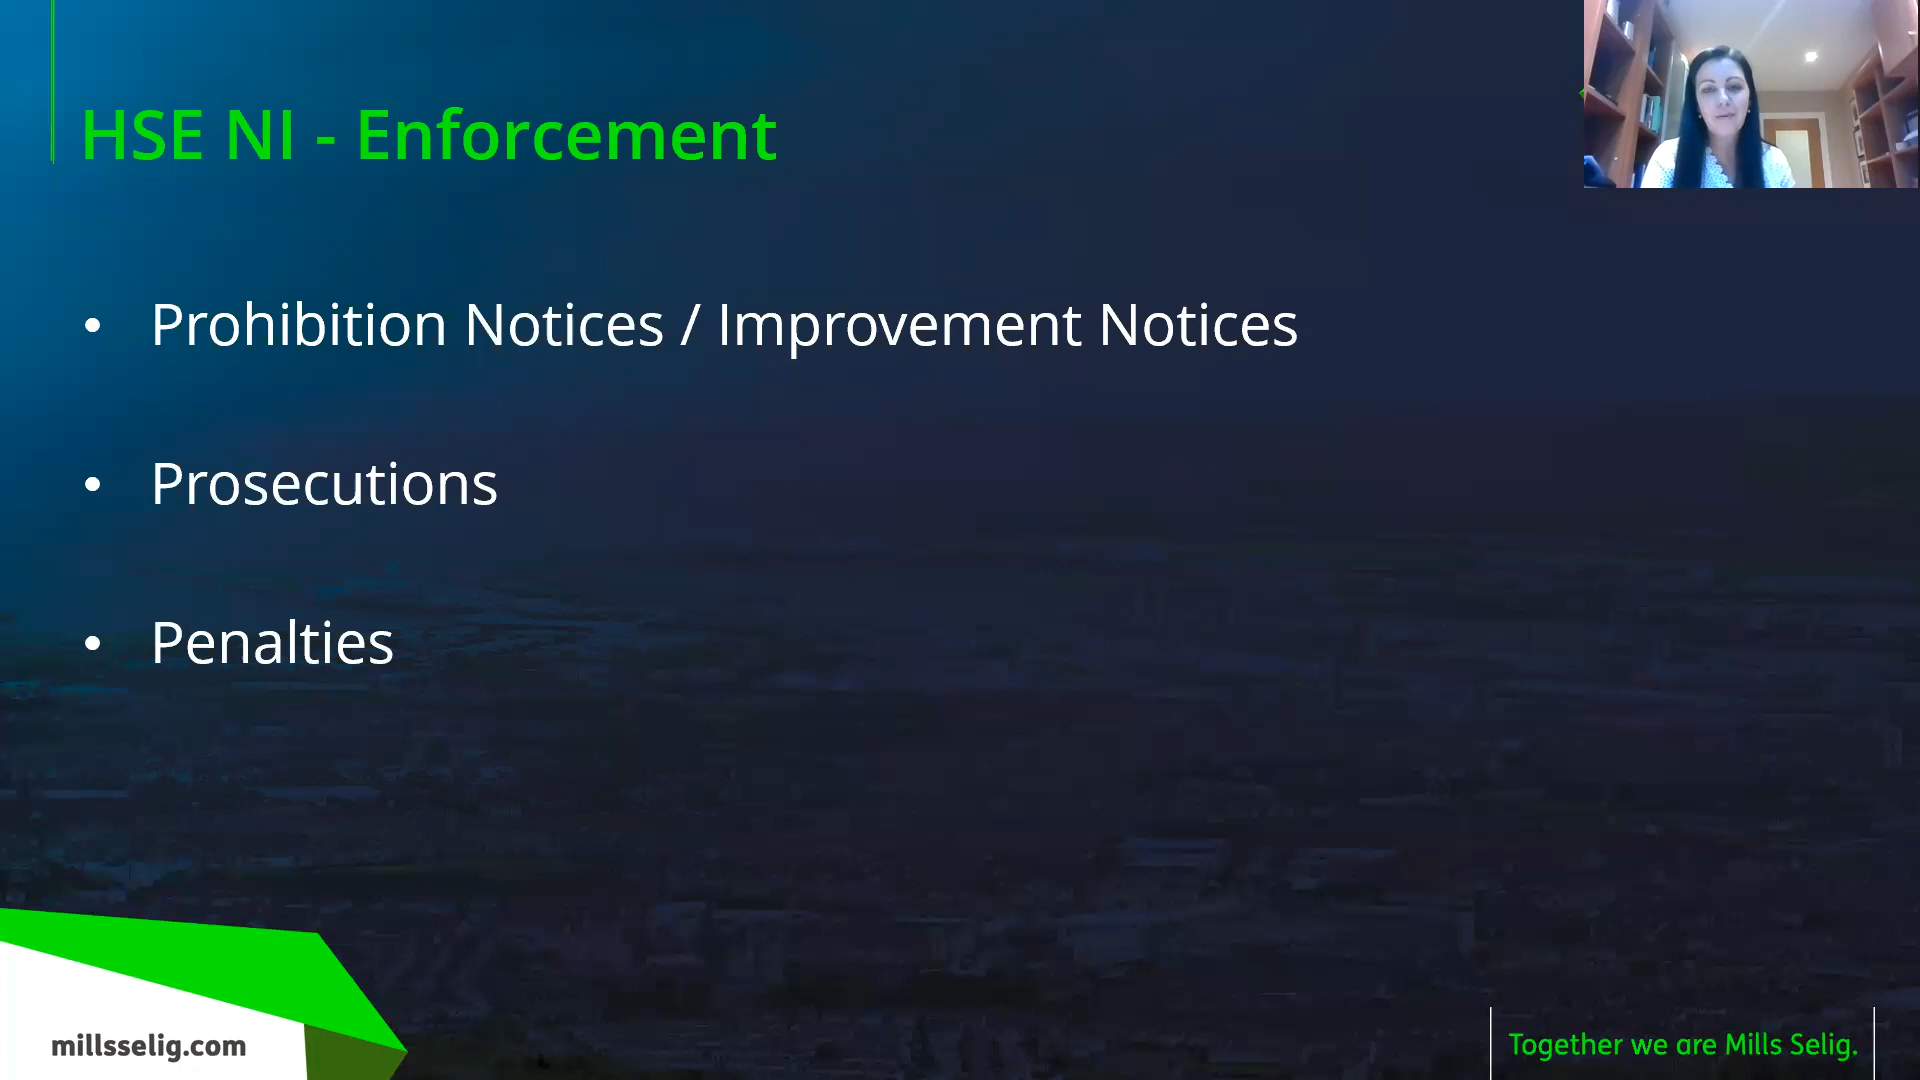 HSE NI - Enforcement
• Prohibition Notices / Improvement Notices
• Prosecutions
• Penalties
millsselig.com
Together we are Mills Selig.